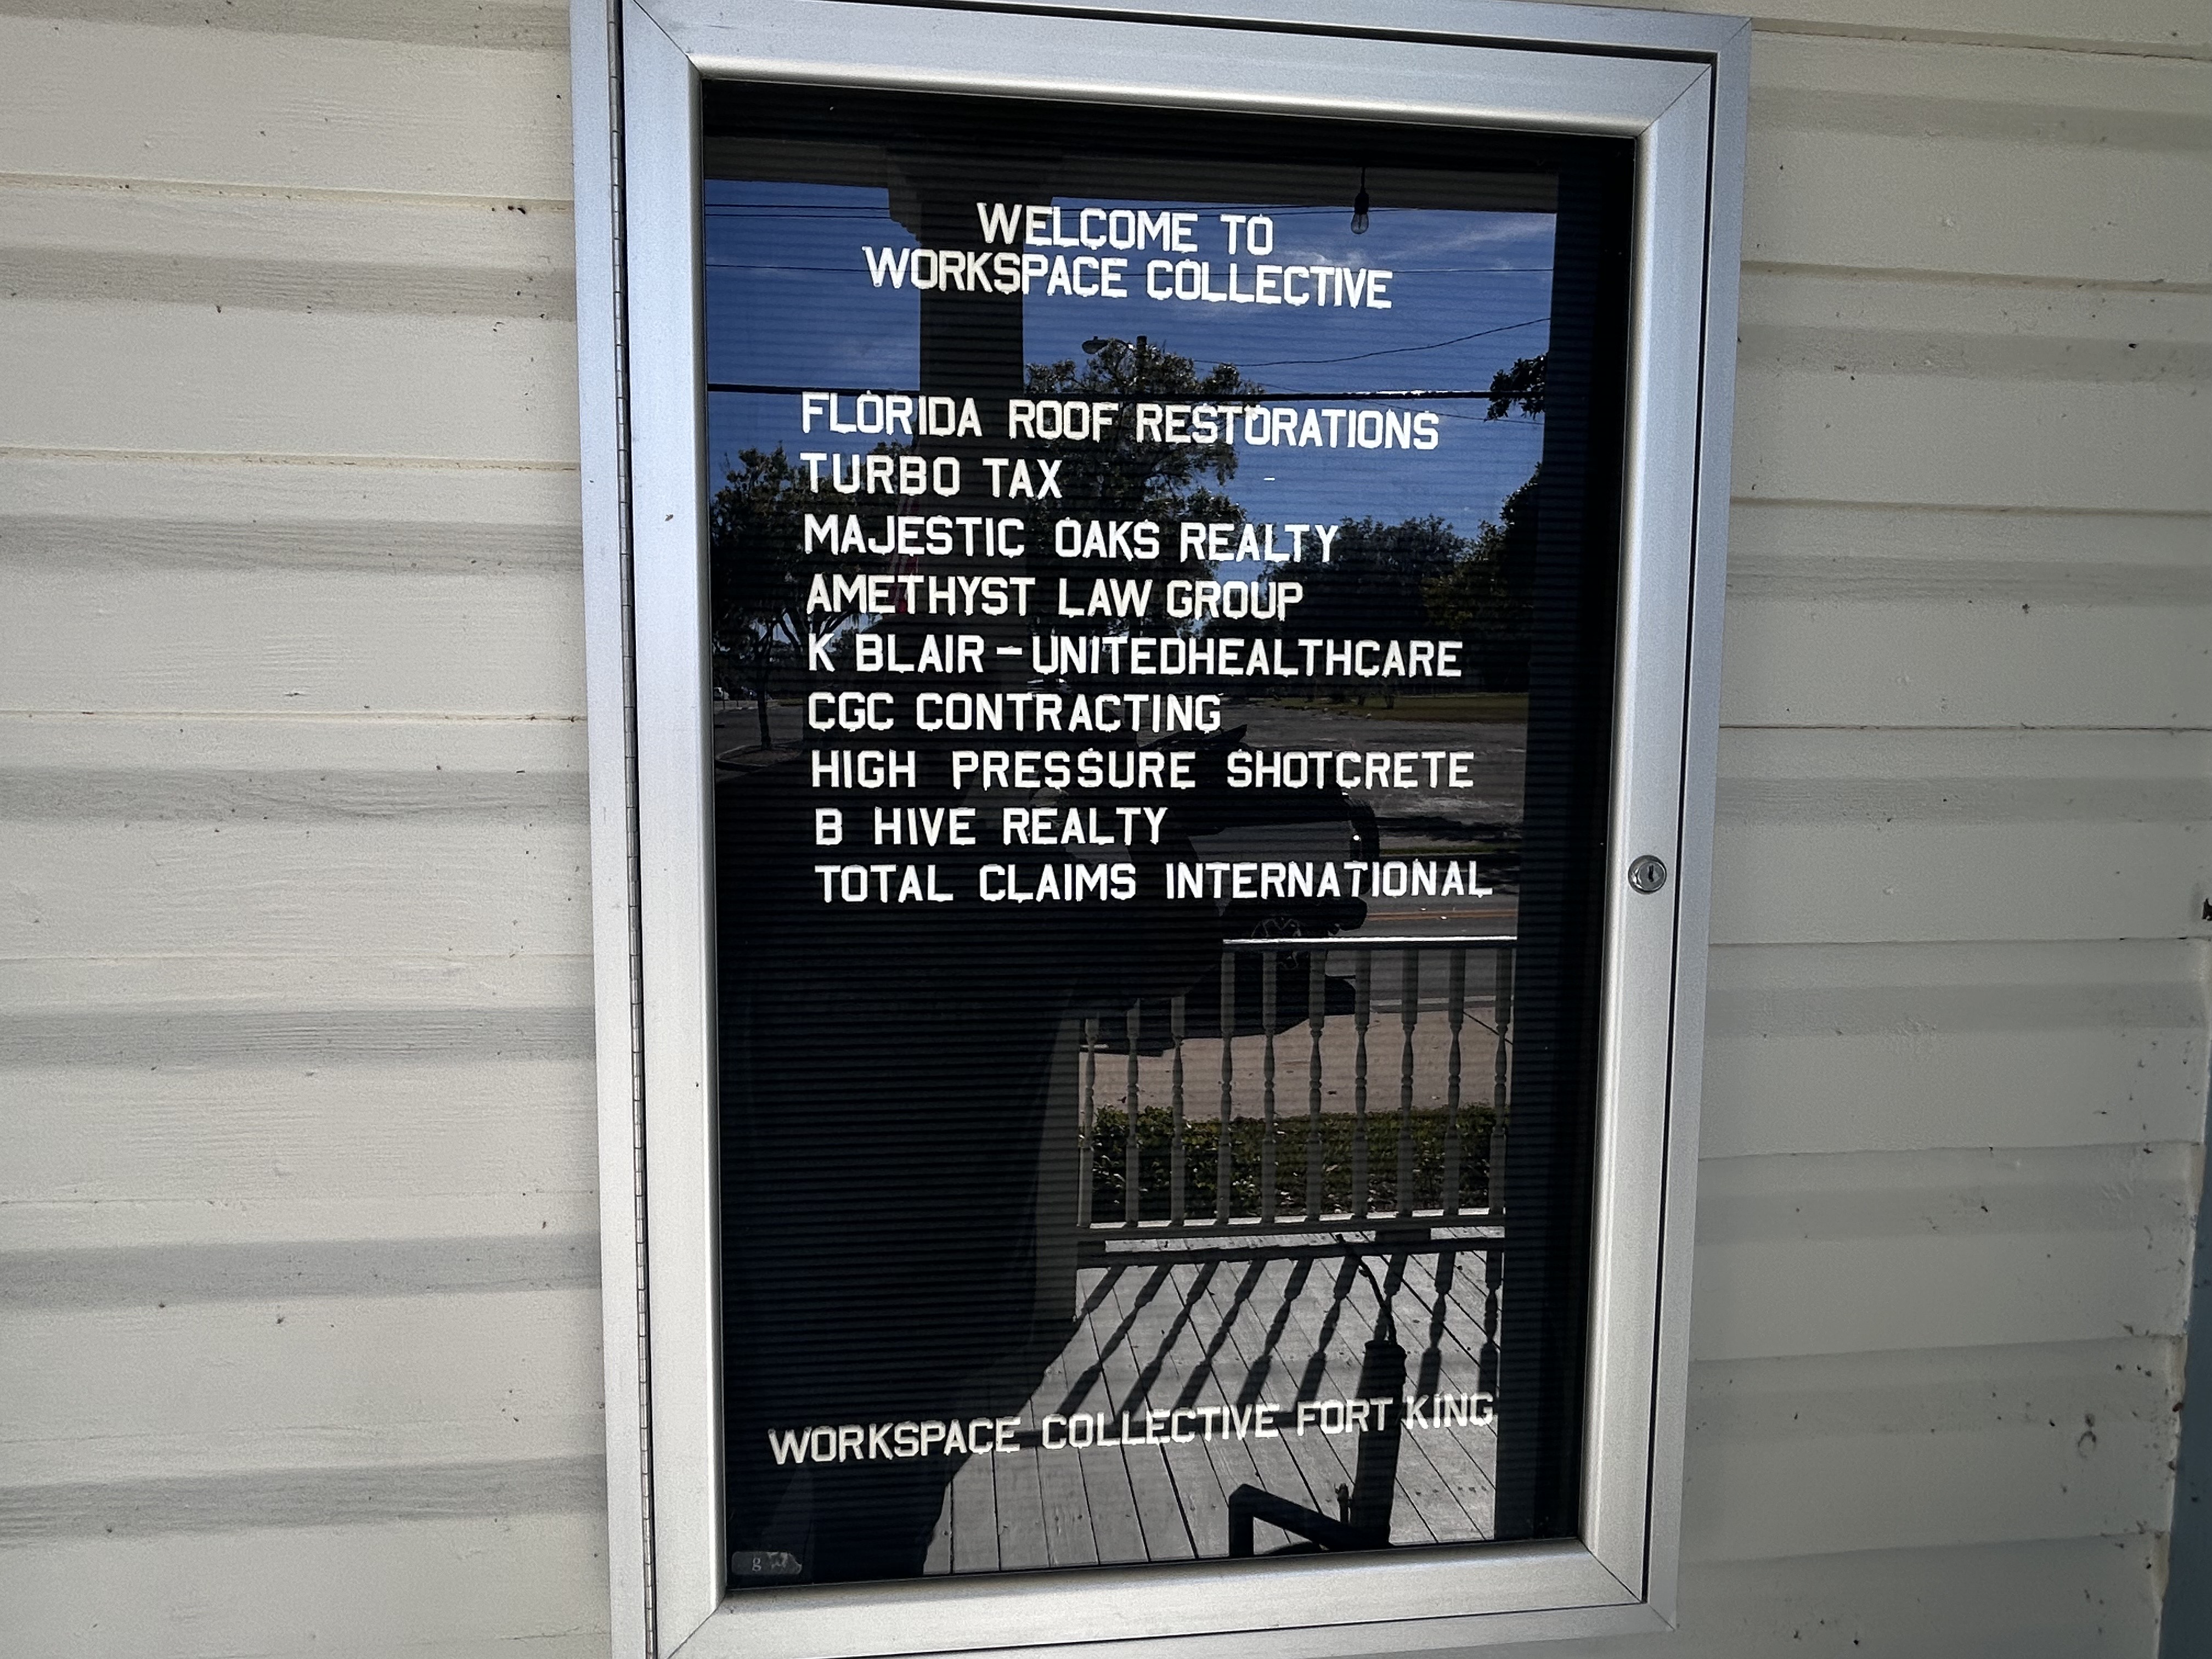 WELCOME TO
WORKSPACE COLLECTIVE
FLORIDA ROOF RESTORATIONS
TURBO TAX
MAJESTIC OAKS REALTY
AMETHYST LAW GROUP
K BLAIR - UNITEDHEALTHCARE
CGC CONTRACTING
HIGH PRESSURE SHOTCRETE
B HIVE REALTY
TOTAL CLAIMS INTERNATIONAL
WORKSPACE COLLECTIVE FORT KING